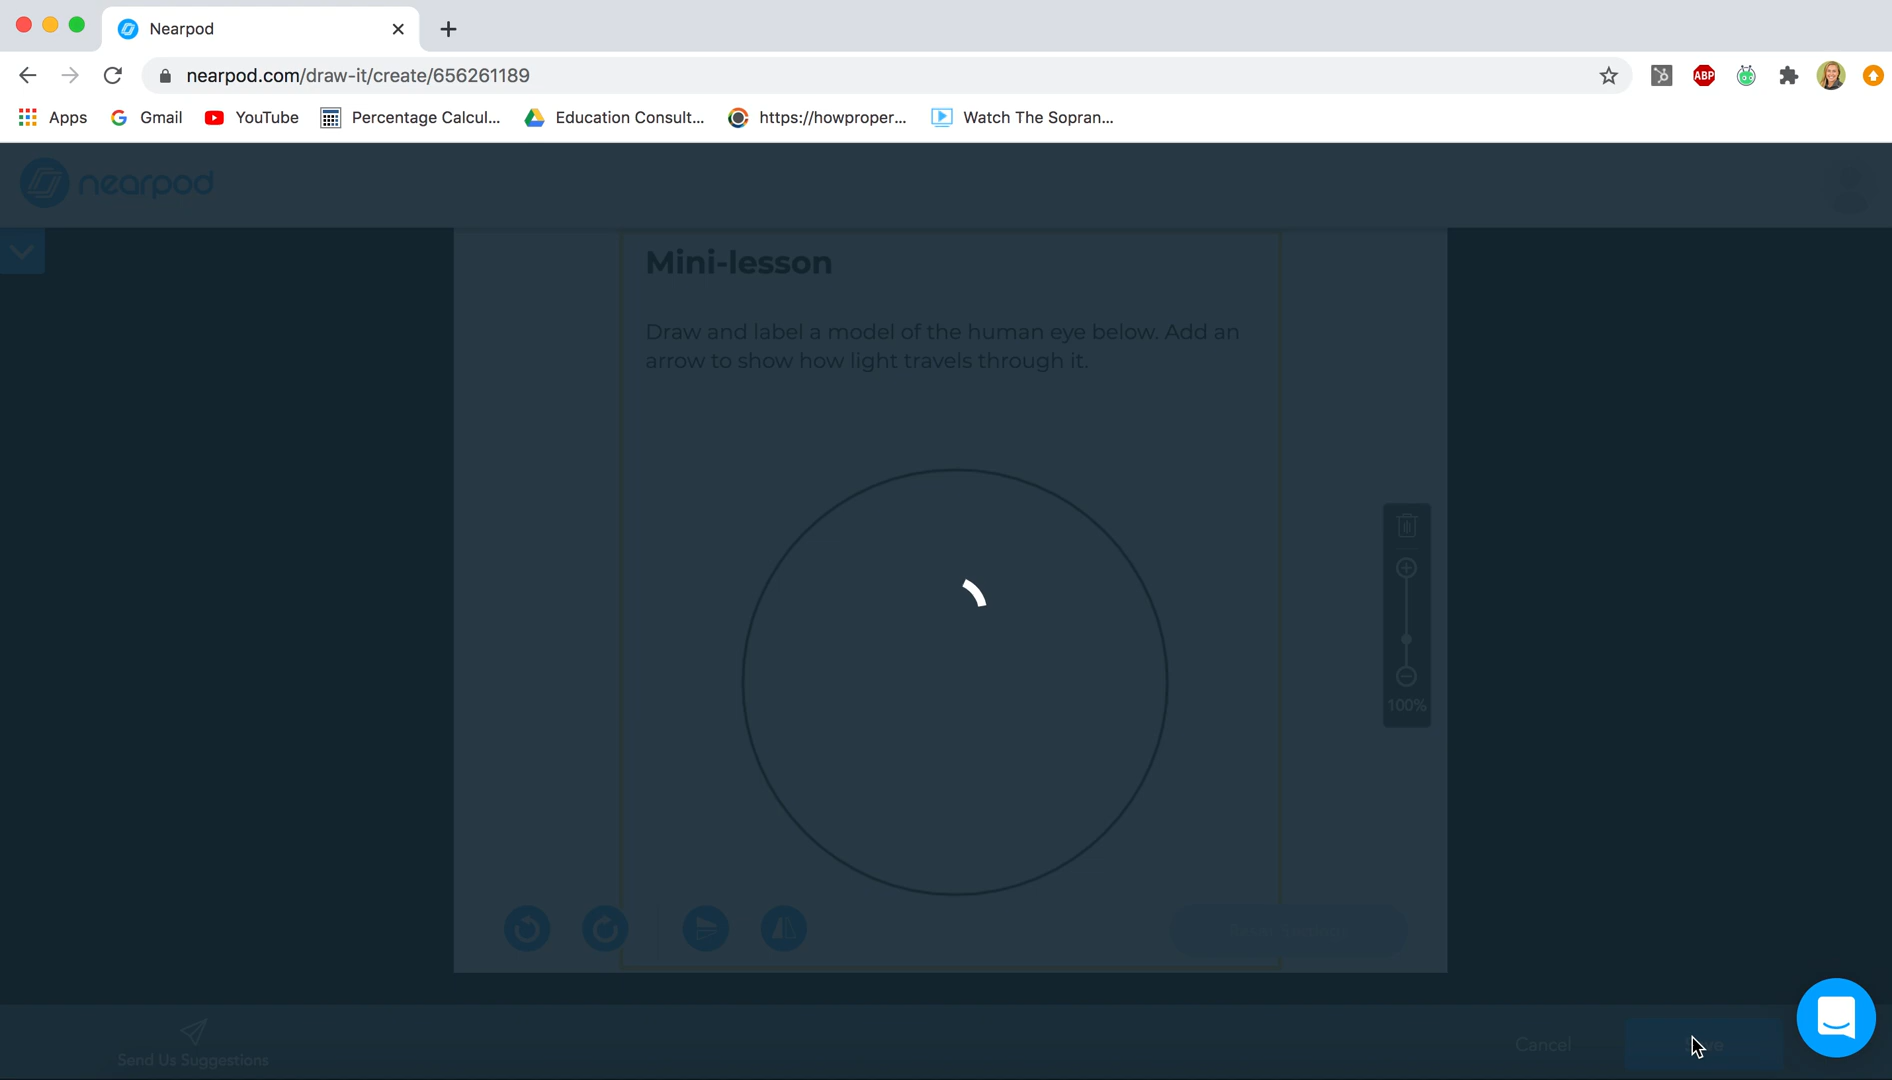 Nearpod
nearpod.com/draw-it/create/656261189
ABP
Apps
Gmail
YouTube
Percentage Calcul...
Education Consult...
https://howproper...
Watch The Sopran...
nearpod
Mini-lesson
Draw and label a model of the human eye below. Add an
arrow to show how light travels through it.
100%
Send Us Suggestions
Cancel